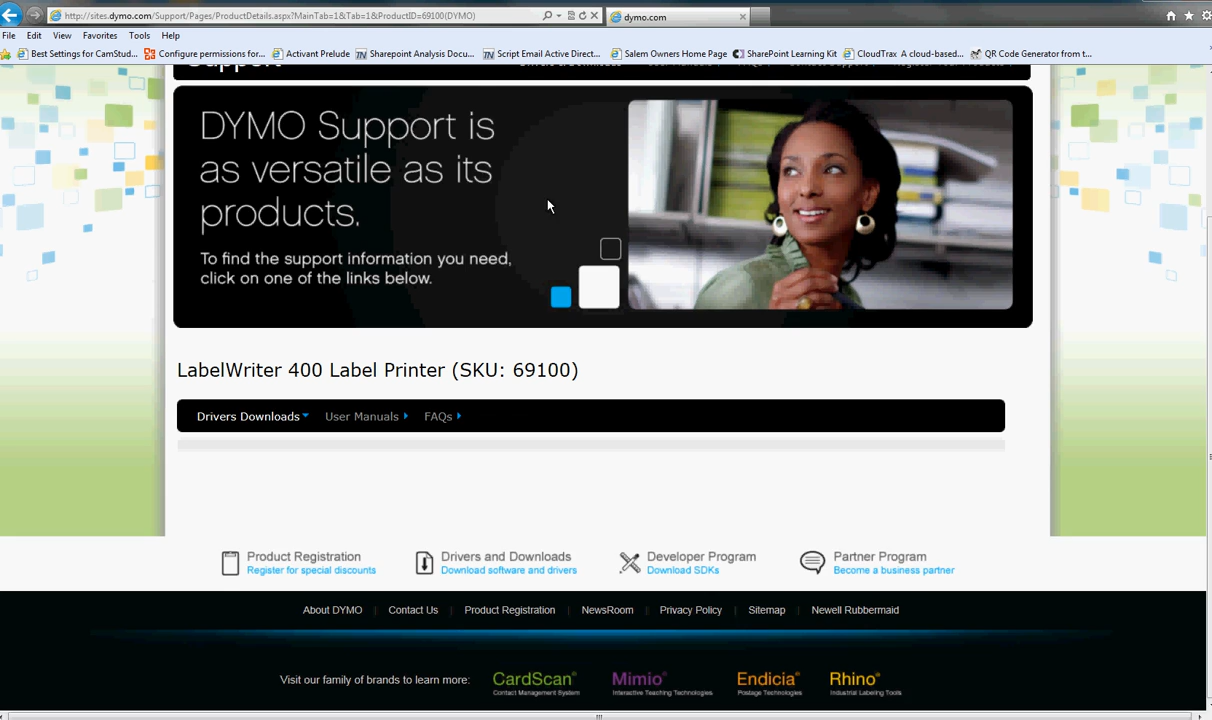 http://sites.dymo.com/Support/Pages/ProductDetails.aspx?MainTab=1&Tab=1&ProductID=69100(DYMO)
dymo.com
File Edit View Favorites Tools Help
Best Settings for CamStud... Configure permissions for... Activant Prelude Sharepoint Analysis Docu... Script Email Active Direct... Salem Owners Home Page SharePoint Learning Kit CloudTrax A cloud-based... QR Code Generator from t...
DYMO Support is
as versatile as its
products.
To find the support information you need,
click on one of the links below.
LabelWriter 400 Label Printer (SKU: 69100)
Drivers Downloads User Manuals FAQs
Product Registration Drivers and Downloads Developer Program Partner Program
Register for special discounts Download software and drivers Download SDKs Become a business partner
About DYMO | Contact Us | Product Registration | NewsRoom | Privacy Policy | Sitemap | Newell Rubbermaid
Visit our family of brands to learn more: CardScan® Mimio® Endicia® Rhino®
Contact Management System Interactive Teaching Technologies Postage Technologies Industrial Labeling Tools